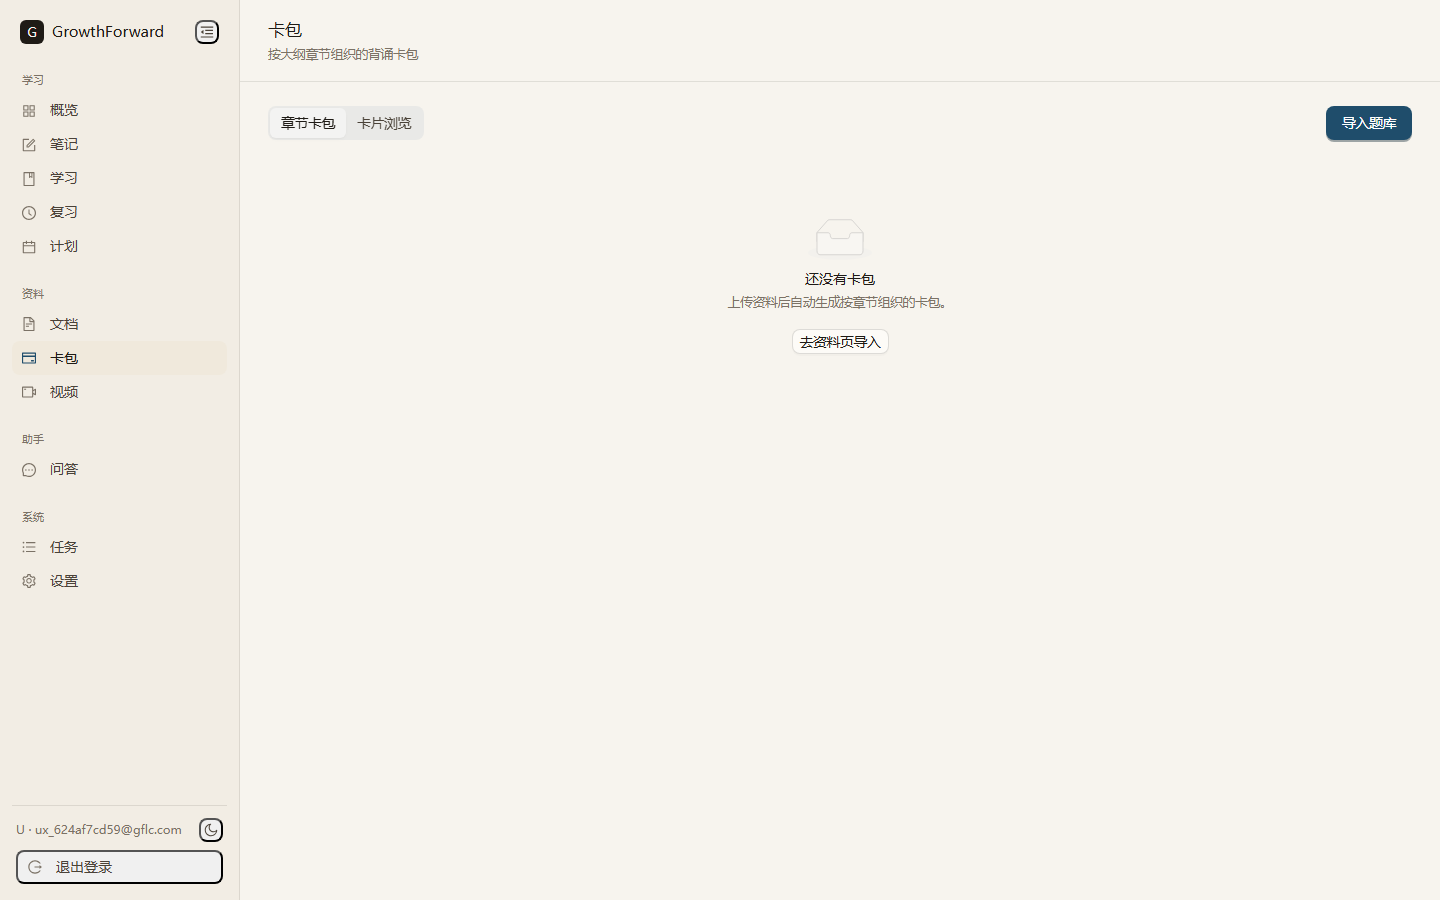 G GrowthForward
学习
概览
笔记
学习
复习
计划
资料
文档
卡包
视频
助手
问答
系统
任务
设置
U · ux_624af7cd59@gflc.com
退出登录
卡包
按大纲章节组织的背诵卡包
章节卡包 卡片浏览
导入题库
还没有卡包
上传资料后自动生成按章节组织的卡包。
去资料页导入